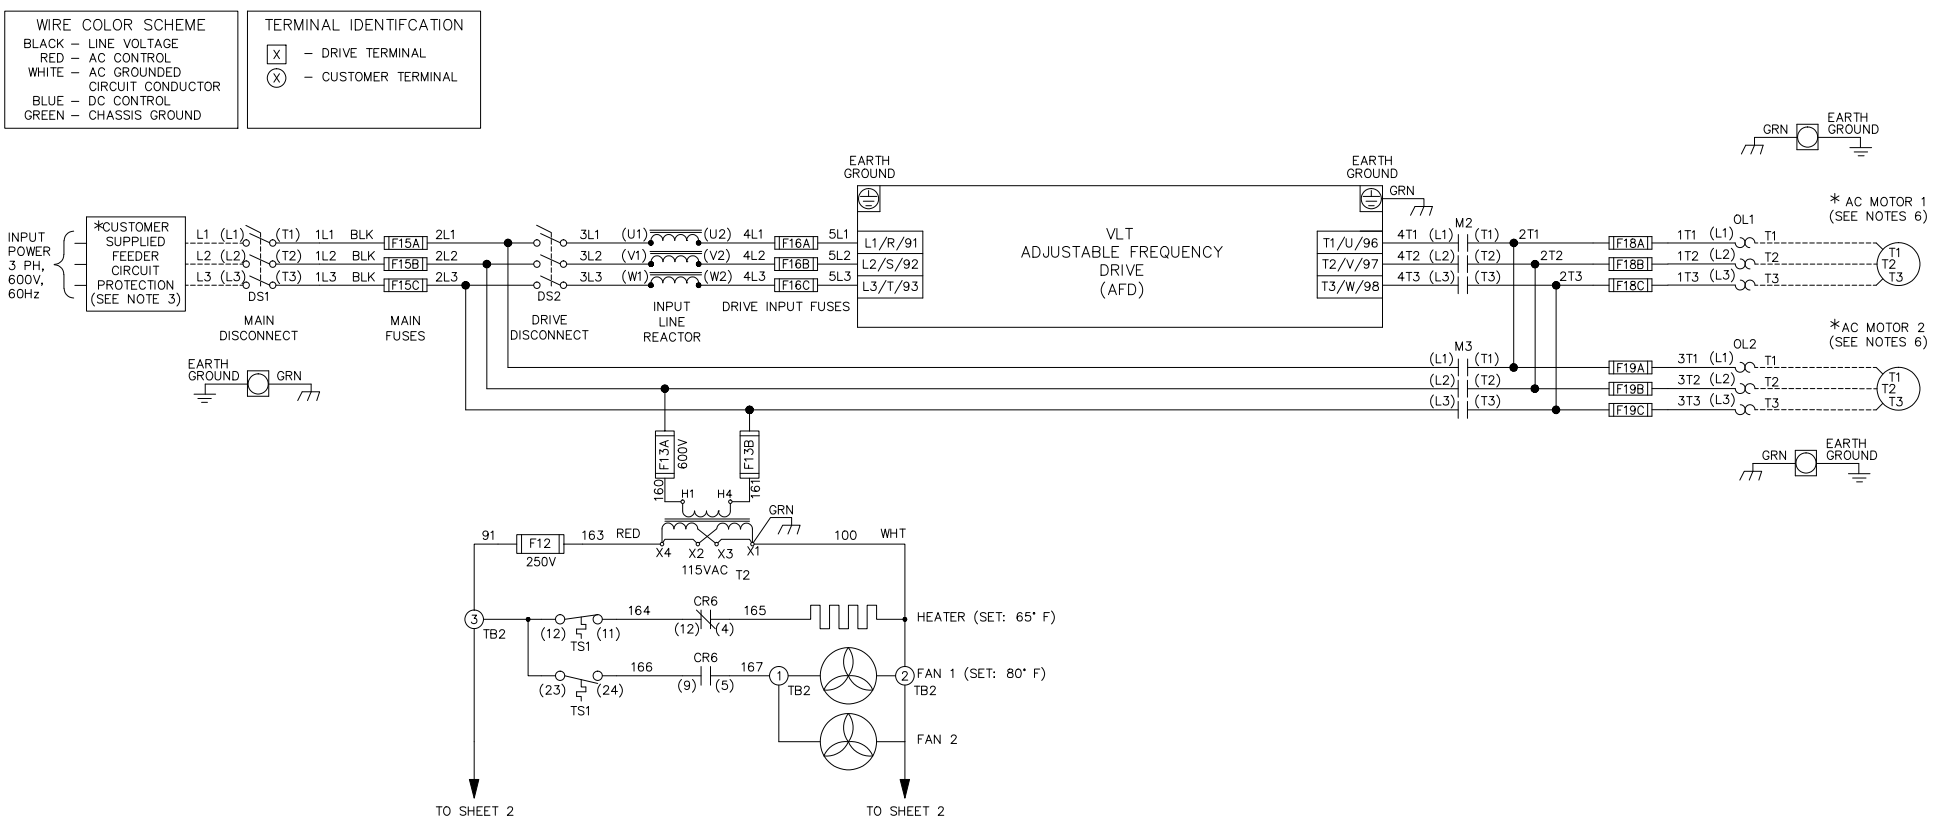 WIRE COLOR SCHEME
BLACK – LINE VOLTAGE
RED – AC CONTROL
WHITE – AC GROUNDED
CIRCUIT CONDUCTOR
BLUE – DC CONTROL
GREEN – CHASSIS GROUND
TERMINAL IDENTIFCATION
X – DRIVE TERMINAL
X – CUSTOMER TERMINAL
GRN EARTH
GROUND
EARTH
GROUND
EARTH
GROUND
GRN
INPUT
POWER
3 PH,
600V,
60Hz
*CUSTOMER
SUPPLIED
FEEDER
CIRCUIT
PROTECTION
(SEE NOTE 3)
L1 (L1) (T1) 1L1 BLK F15A 2L1 3L1 (U1) (U2) 4L1 F16A 5L1 L1/R/91
L2 (L2) (T2) 1L2 BLK F15B 2L2 3L2 (V1) (V2) 4L2 F16B 5L2 L2/S/92
L3 (L3) (T3) 1L3 BLK F15C 2L3 3L3 (W1) (W2) 4L3 F16C 5L3 L3/T/93
DS1
MAIN
DISCONNECT
MAIN
FUSES
DS2
DRIVE
DISCONNECT
INPUT
LINE
REACTOR
DRIVE INPUT FUSES
VLT
ADJUSTABLE FREQUENCY
DRIVE
(AFD)
M2
OL1
* AC MOTOR 1
(SEE NOTES 6)
T1/U/96 4T1 (L1) (T1) 2T1 F18A 1T1 (L1) T1
T2/V/97 4T2 (L2) (T2) 2T2 F18B 1T2 (L2) T2
T3/W/98 4T3 (L3) (T3) 2T3 F18C 1T3 (L3) T3
T1
T2
T3
EARTH
GROUND
GRN
M3
OL2
*AC MOTOR 2
(SEE NOTES 6)
(L1) (T1) F19A 3T1 (L1) T1
(L2) (T2) F19B 3T2 (L2) T2
(L3) (T3) F19C 3T3 (L3) T3
T1
T2
T3
GRN EARTH
GROUND
F13A
600V
F13B
160
161
H1 H4
GRN
91 F12 163 RED
250V
X4 X2 X3 X1
100 WHT
115VAC T2
3
TB2
(12) (11)
TS1
164 CR6 165
(12) (4)
HEATER (SET: 65° F)
(23) (24)
TS1
166 CR6 167
(9) (5)
1
TB2
2
TB2
FAN 1 (SET: 80° F)
FAN 2
TO SHEET 2
TO SHEET 2